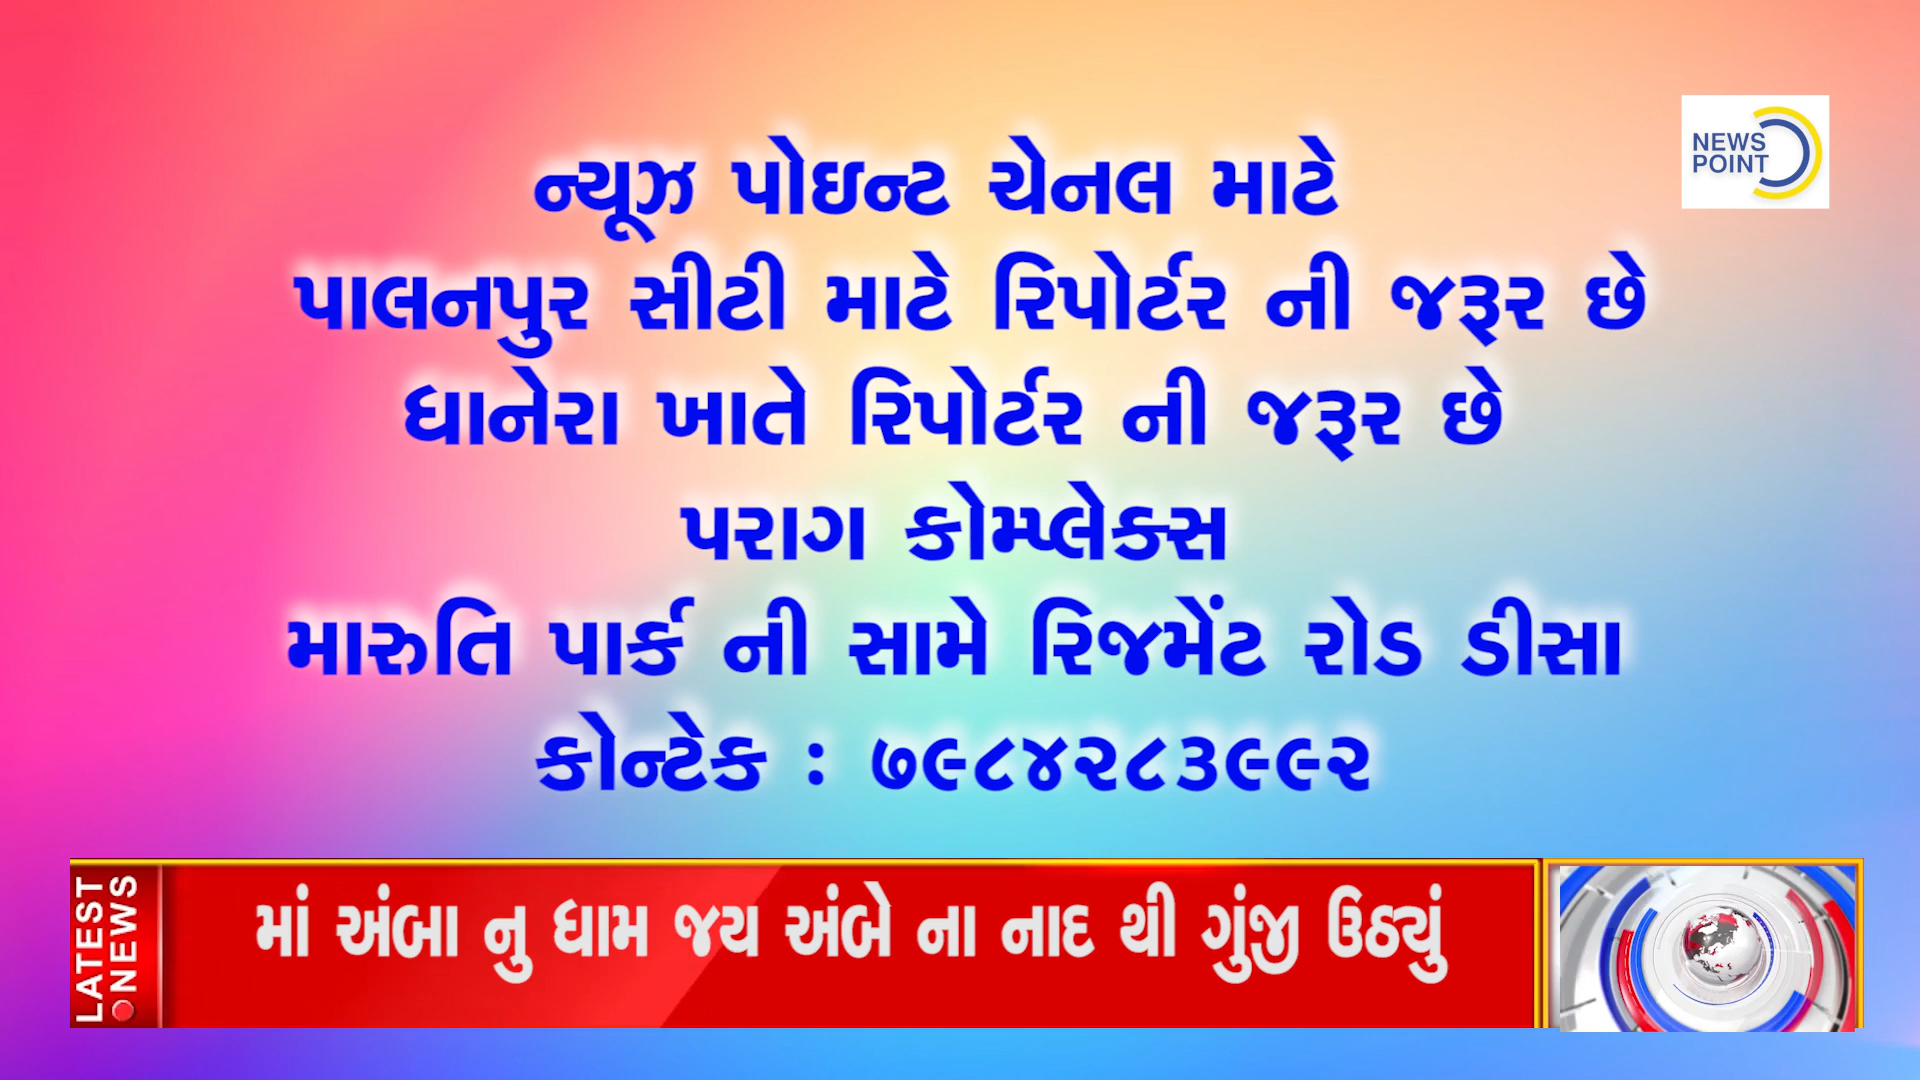 NEWS
POINT
ન્યૂઝ પોઇન્ટ ચેનલ માટે
પાલનપુર સીટી માટે રિપોર્ટર ની જરૂર છે
ધાનેરા ખાતે રિપોર્ટર ની જરૂર છે
પરાગ કોમ્પ્લેક્સ
મારુતિ પાર્ક ની સામે રિજમેંટ રોડ ડીસા
કોન્ટેક : ૭૯૮૪૨૮૩૯૯૨
LATEST
NEWS
માં અંબા નુ ધામ જય અંબે ના નાદ થી ગુંજી ઉઠ્યું